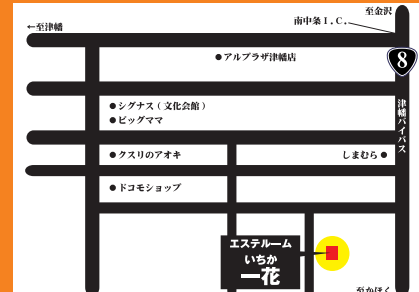 至金沢
南中条 I.C.
←至津幡
8
●アルプラザ津幡店
津幡バイパス
●シグナス(文化会館)
●ビッグママ
●クスリのアオキ
しまむら●
●ドコモショップ
エステルーム
いちか
一花
至かほく